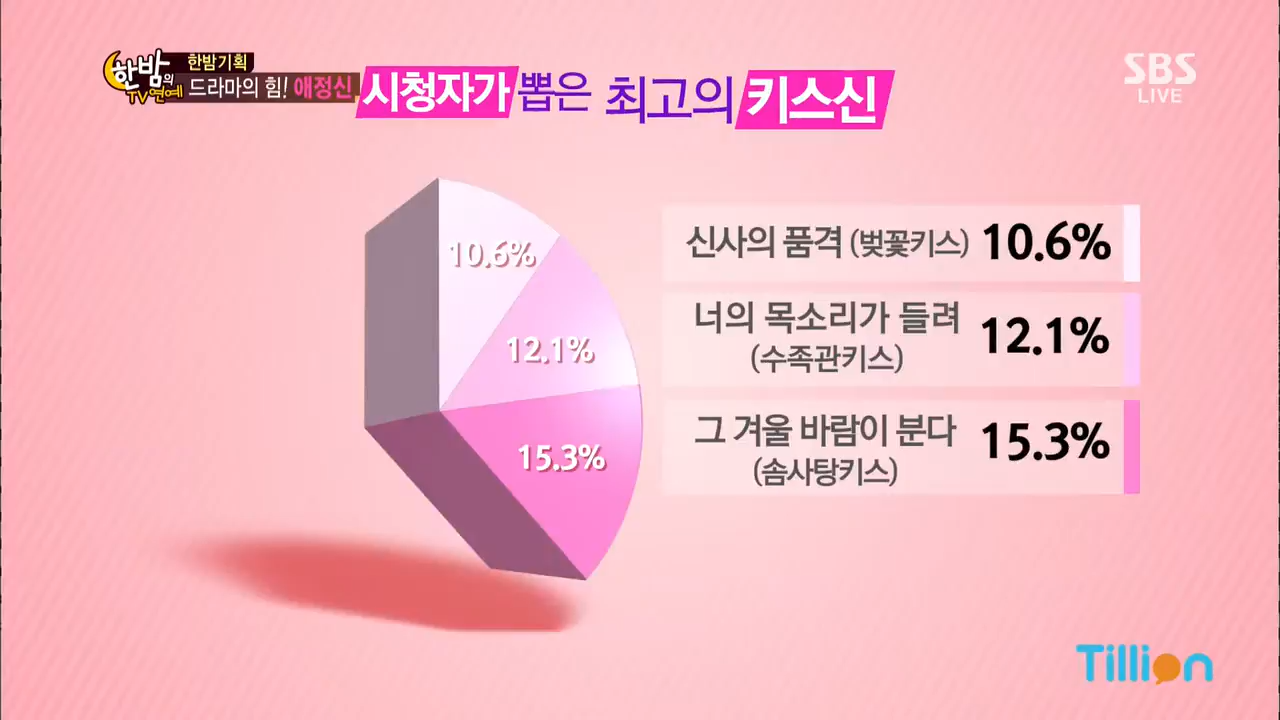 한밤의
TV연예
한밤기획
드라마의 힘! 애정신
시청자가 뽑은 최고의 키스신
SBS
LIVE
10.6%
12.1%
15.3%
신사의 품격 (벚꽃키스) 10.6%
너의 목소리가 들려
(수족관키스)
12.1%
그 겨울 바람이 분다
(솜사탕키스)
15.3%
Tillion